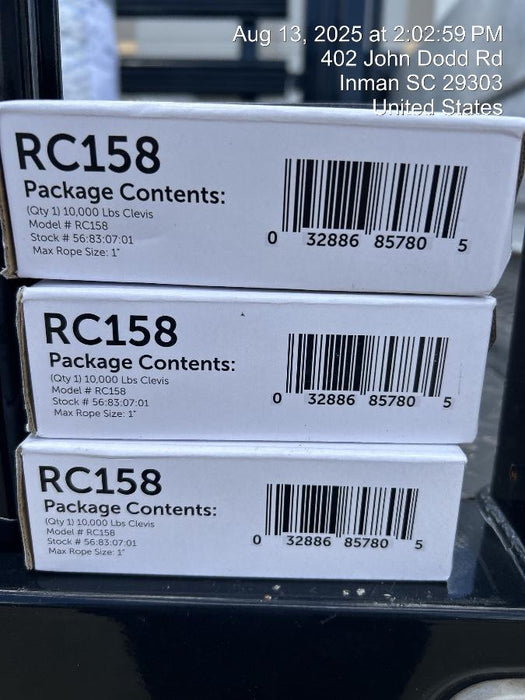 Aug 13, 2025 at 2:02:59 PM
402 John Dodd Rd
Inman SC 29303
United States
RC158
Package Contents:
(Qty 1) 10,000 Lbs Clevis
Model # RC158
Stock # 56:83:07:01
Max Rope Size: 1"
0 32886 85780 5
RC158
Package Contents:
(Qty 1) 10,000 Lbs Clevis
Model # RC158
Stock # 56:83:07:01
Max Rope Size: 1"
0 32886 85780 5
RC158
Package Contents:
(Qty 1) 10,000 Lbs Clevis
Model # RC158
Stock # 56:83:07:01
Max Rope Size: 1"
0 32886 85780 5